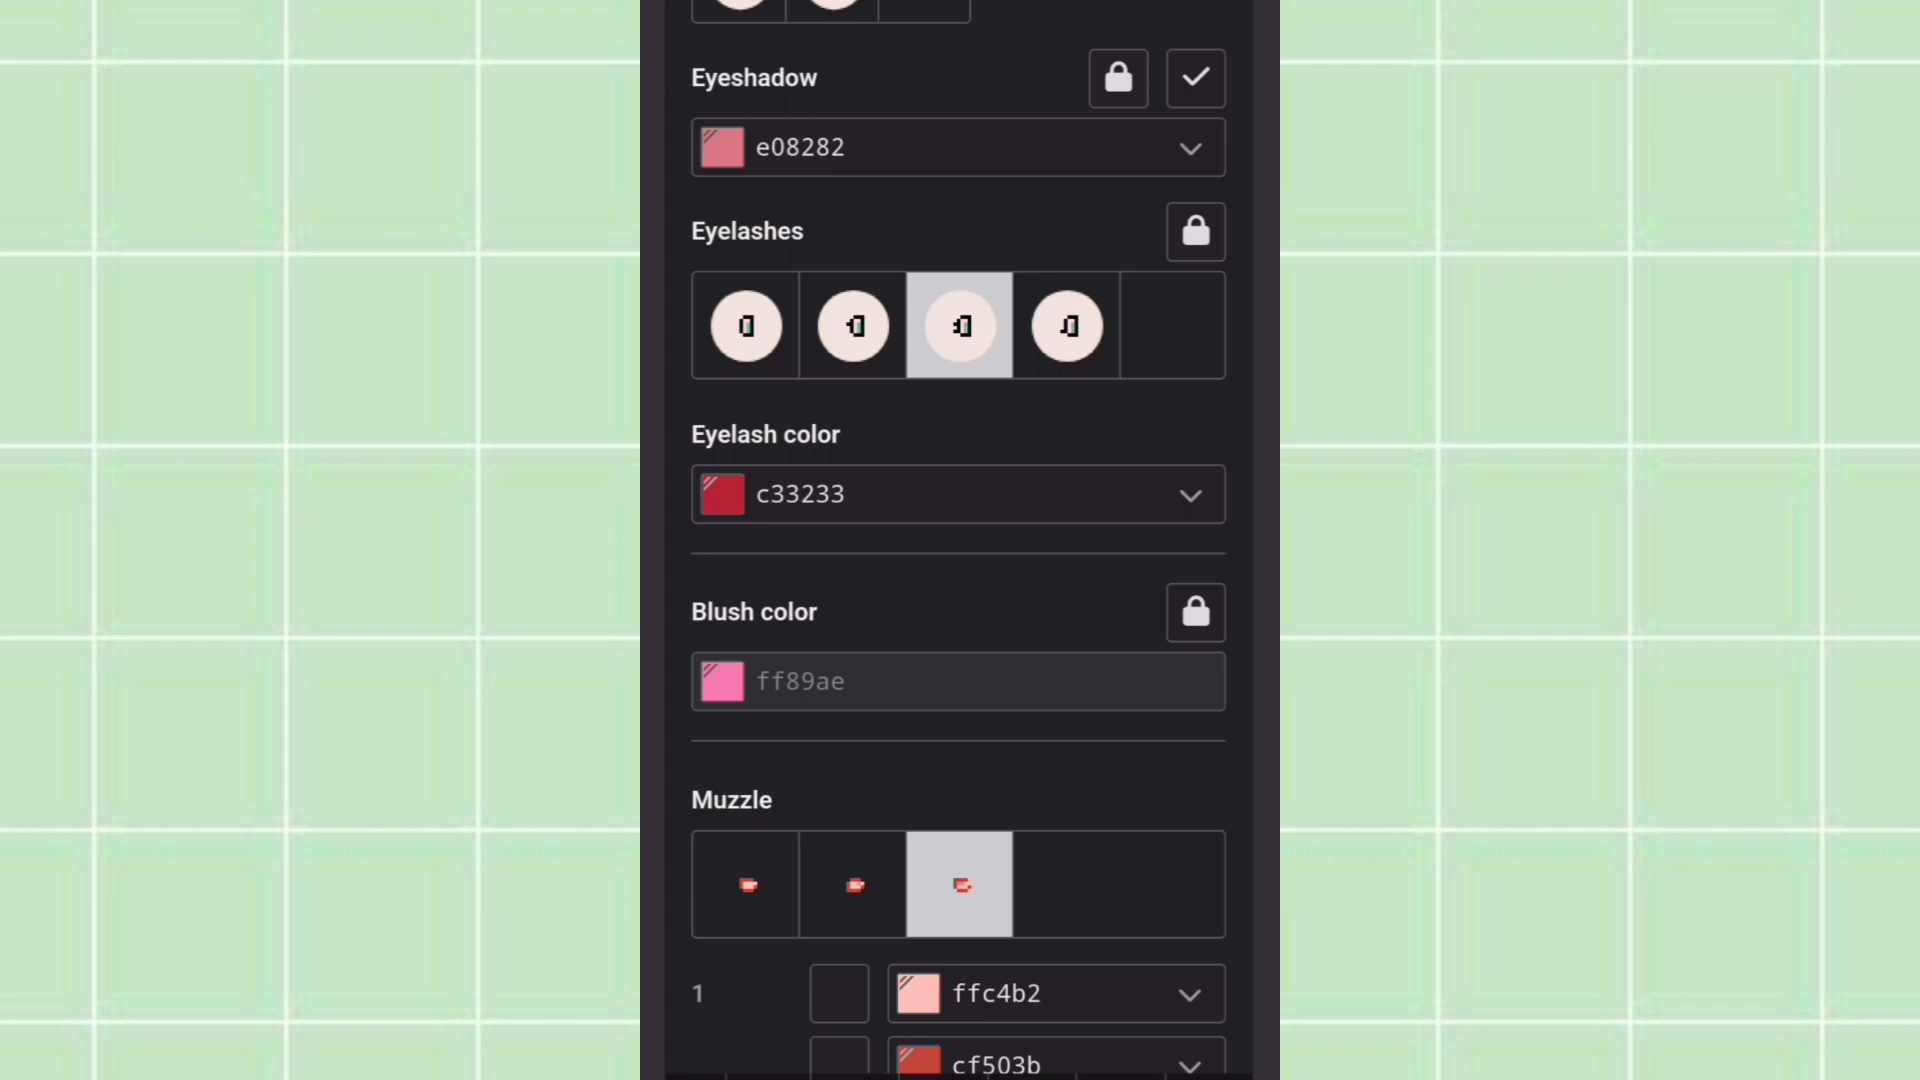 Eyeshadow
e08282
Eyelashes
Eyelash color
c33233
Blush color
ff89ae
Muzzle
1
ffc4b2
cf503b